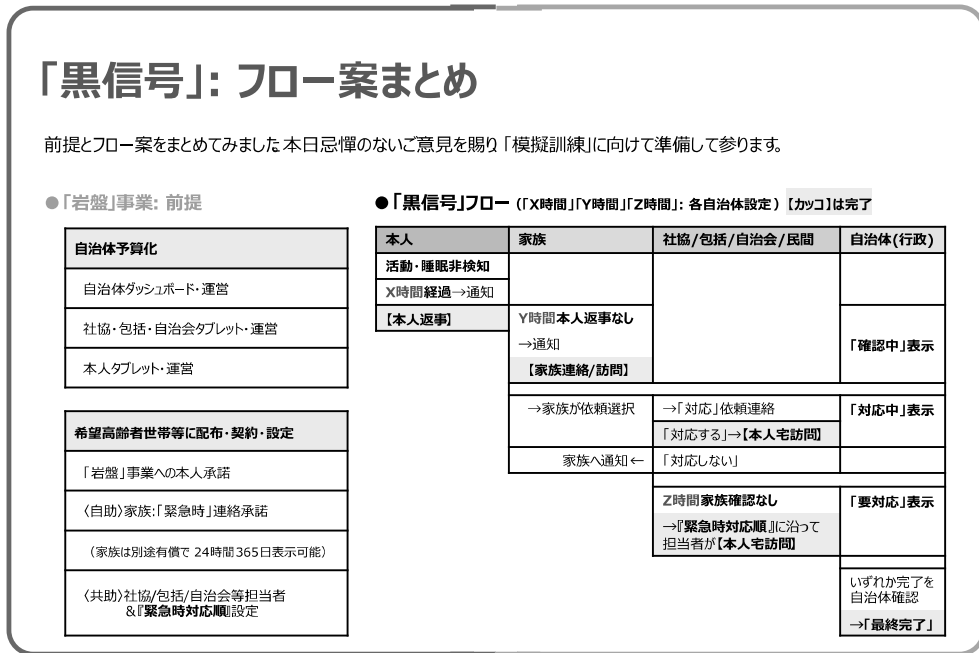 「黒信号」: フロー案まとめ
前提とフロー案をまとめてみました 本日忌憚のないご意見を賜り 「模擬訓練」に向けて準備して参ります。
●「岩盤」事業: 前提
自治体予算化
自治体ダッシュボード・運営
社協・包括・自治会タブレット・運営
本人タブレット・運営
希望高齢者世帯等に配布・契約・設定
「岩盤」事業への本人承諾
〈自助〉家族:「緊急時」連絡承諾
（家族は別途有償で 24時間365日表示可能）
〈共助〉社協/包括/自治会等担当者
&『緊急時対応順』設定
●「黒信号」フロー（「X時間」「Y時間」「Z時間」: 各自治体設定）【カッコ】は完了
本人 家族 社協/包括/自治会/民間 自治体(行政)
活動・睡眠非検知
X時間経過→通知
【本人返事】 Y時間本人返事なし
→通知 「確認中」表示
【家族連絡/訪問】
→家族が依頼選択 →「対応」依頼連絡 「対応中」表示
「対応する」→【本人宅訪問】
家族へ通知← 「対応しない」
Z時間家族確認なし 「要対応」表示
→『緊急時対応順』に沿って
担当者が【本人宅訪問】
いずれか完了を
自治体確認
→「最終完了」